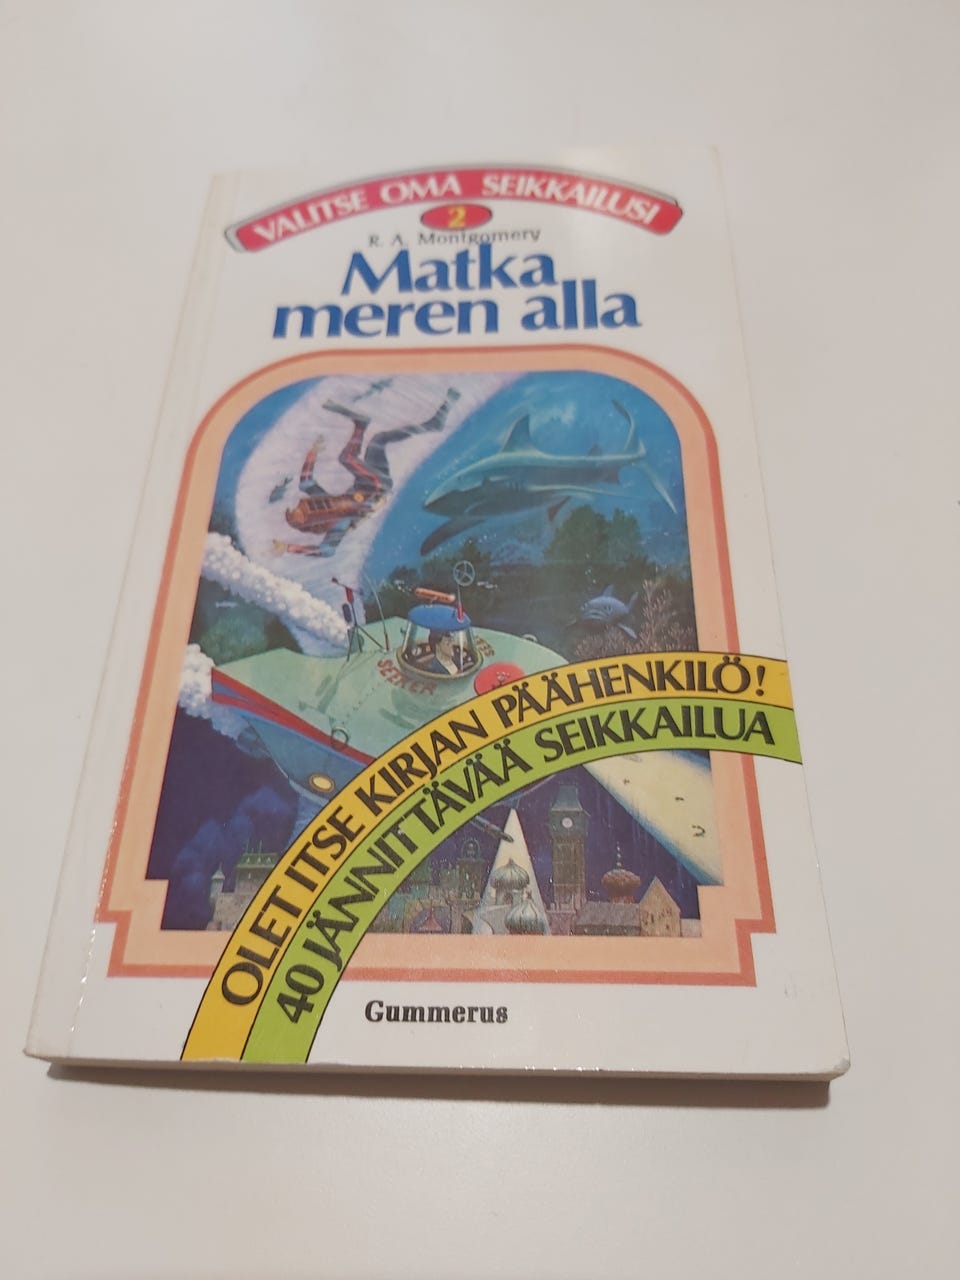 VALITSE OMA SEIKKAILUSI
2
R. A. Montgomery
Matka
meren alla
SEEKER
OLET ITSE KIRJAN PÄÄHENKILÖ!
40 JÄNNITTÄVÄÄ SEIKKAILUA
Gummerus